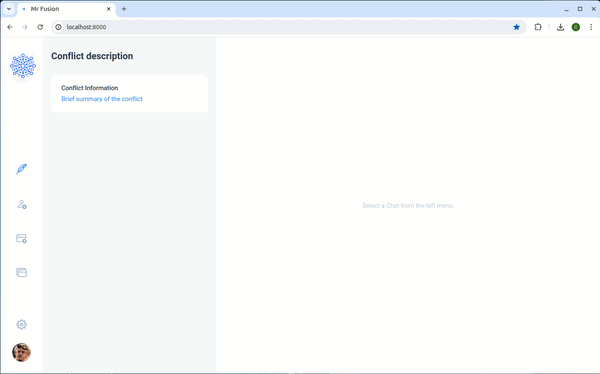 Mr Fusion
localhost:8000
C
Conflict description
Conflict Information
Brief summary of the conflict
Select a Chat from the left menu.